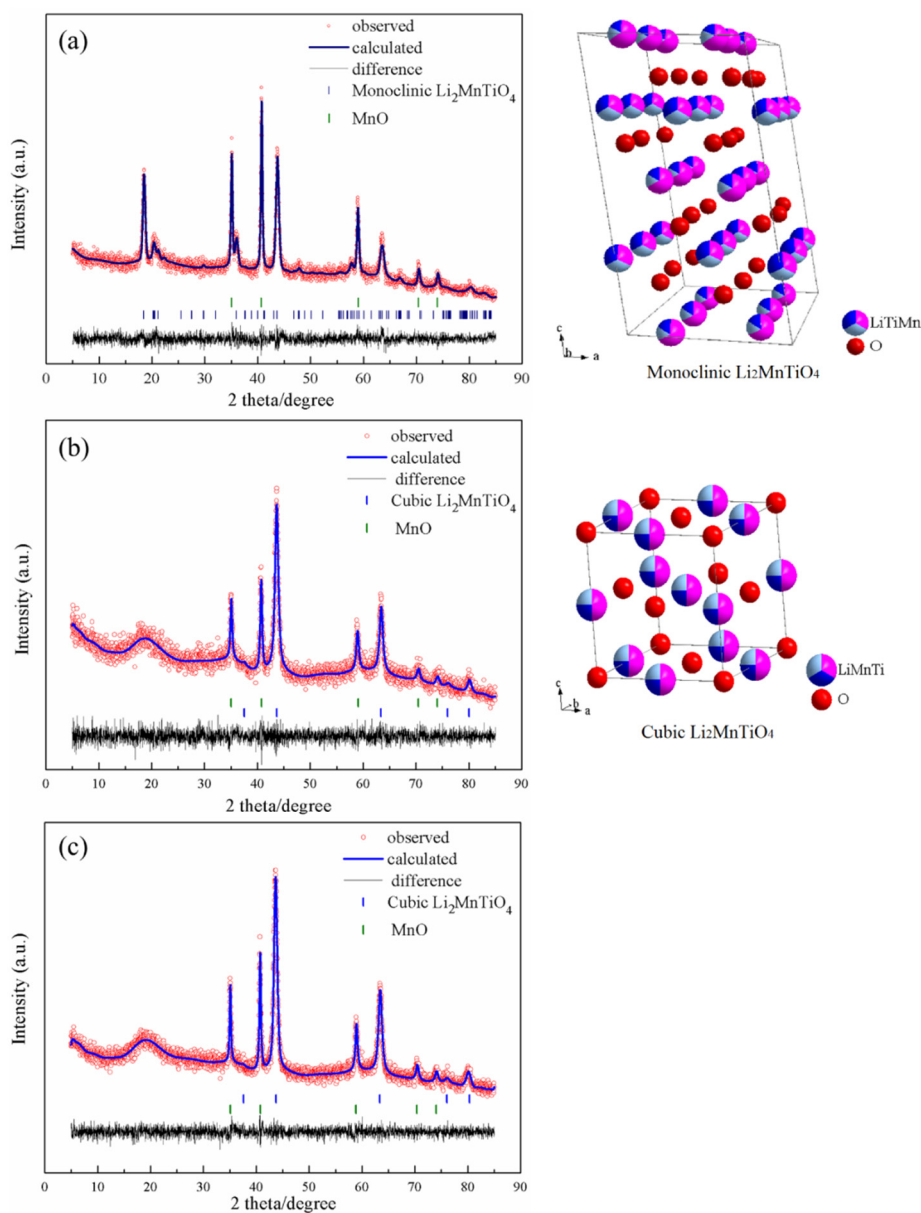 (a)
observed
calculated
difference
Monoclinic Li₂MnTiO₄
MnO
Intensity (a.u.)
0 10 20 30 40 50 60 70 80 90
2 theta/degree
c
b a
LiTiMn
O
Monoclinic Li₂MnTiO₄
(b)
observed
calculated
difference
Cubic Li₂MnTiO₄
MnO
Intensity (a.u.)
0 10 20 30 40 50 60 70 80 90
2 theta/degree
c
b
a
LiMnTi
O
Cubic Li₂MnTiO₄
(c)
observed
calculated
difference
Cubic Li₂MnTiO₄
MnO
Intensity (a.u.)
0 10 20 30 40 50 60 70 80 90
2 theta/degree